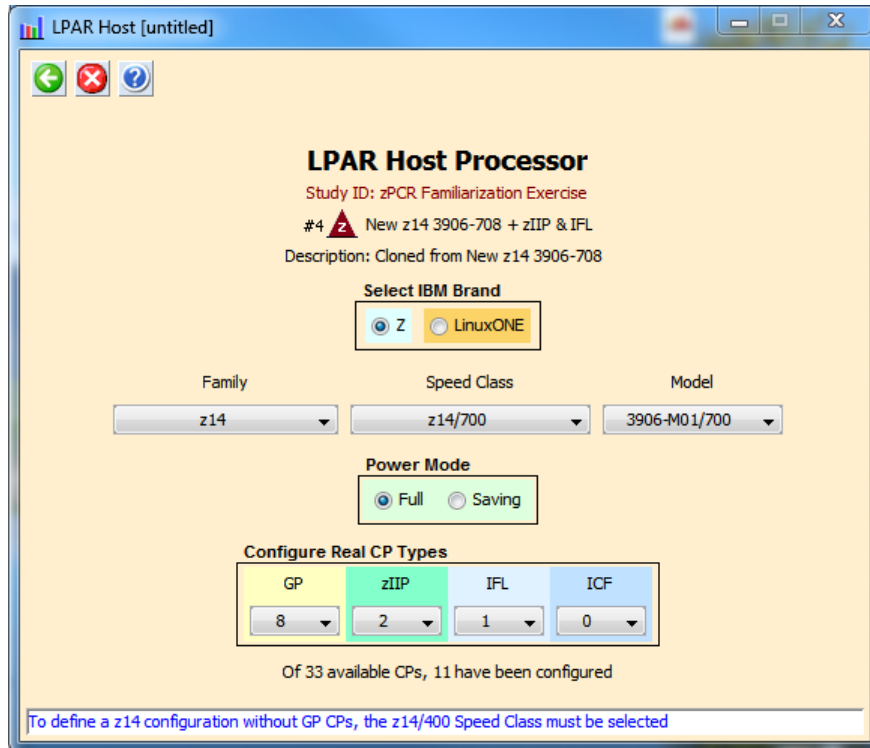 LPAR Host [untitled]
LPAR Host Processor
Study ID: zPCR Familiarization Exercise
#4 z New z14 3906-708 + zIIP & IFL
Description: Cloned from New z14 3906-708
Select IBM Brand
Z LinuxONE
Family Speed Class Model
z14 z14/700 3906-M01/700
Power Mode
Full Saving
Configure Real CP Types
GP zIIP IFL ICF
8 2 1 0
Of 33 available CPs, 11 have been configured
To define a z14 configuration without GP CPs, the z14/400 Speed Class must be selected